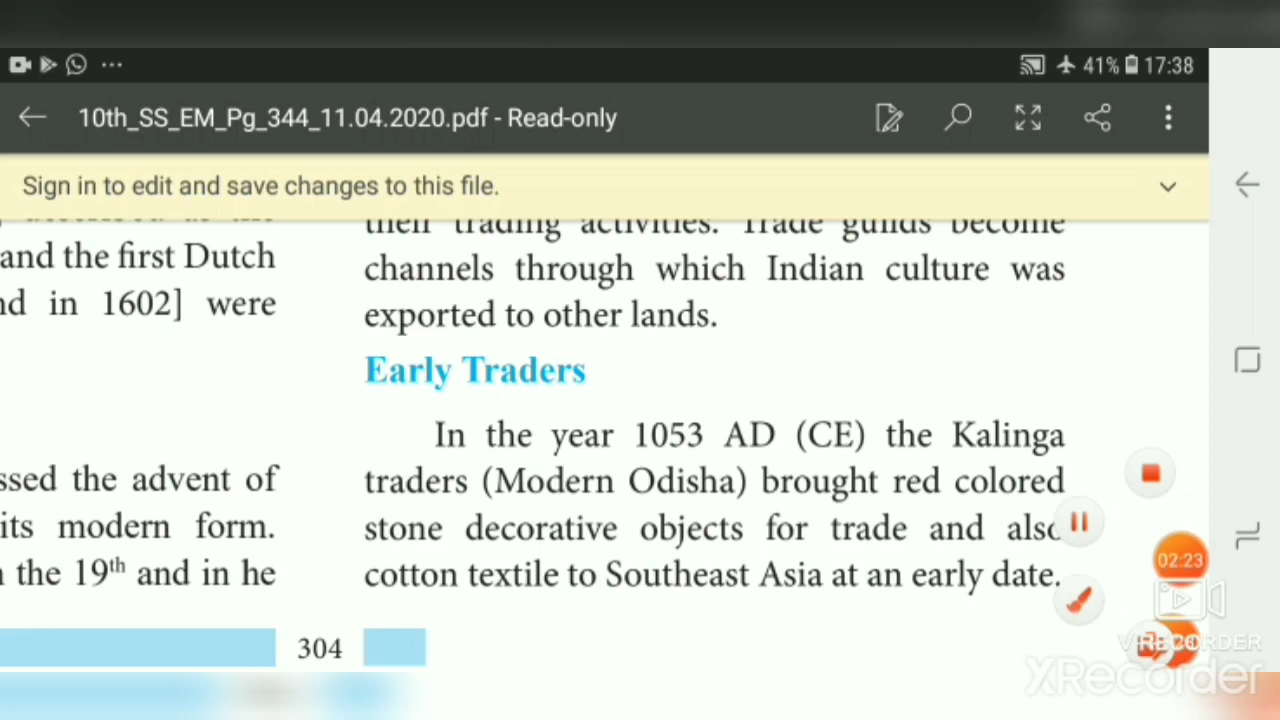 41% 17:38
10th_SS_EM_Pg_344_11.04.2020.pdf - Read-only
Sign in to edit and save changes to this file.
and the first Dutch
nd in 1602] were
ssed the advent of
its modern form.
the 19th and in he
their trading activities. Trade guilds become
channels through which Indian culture was
exported to other lands.
Early Traders
In the year 1053 AD (CE) the Kalinga
traders (Modern Odisha) brought red colored
stone decorative objects for trade and also
cotton textile to Southeast Asia at an early date.
304
02:23
V-RECORDER
XRecorder